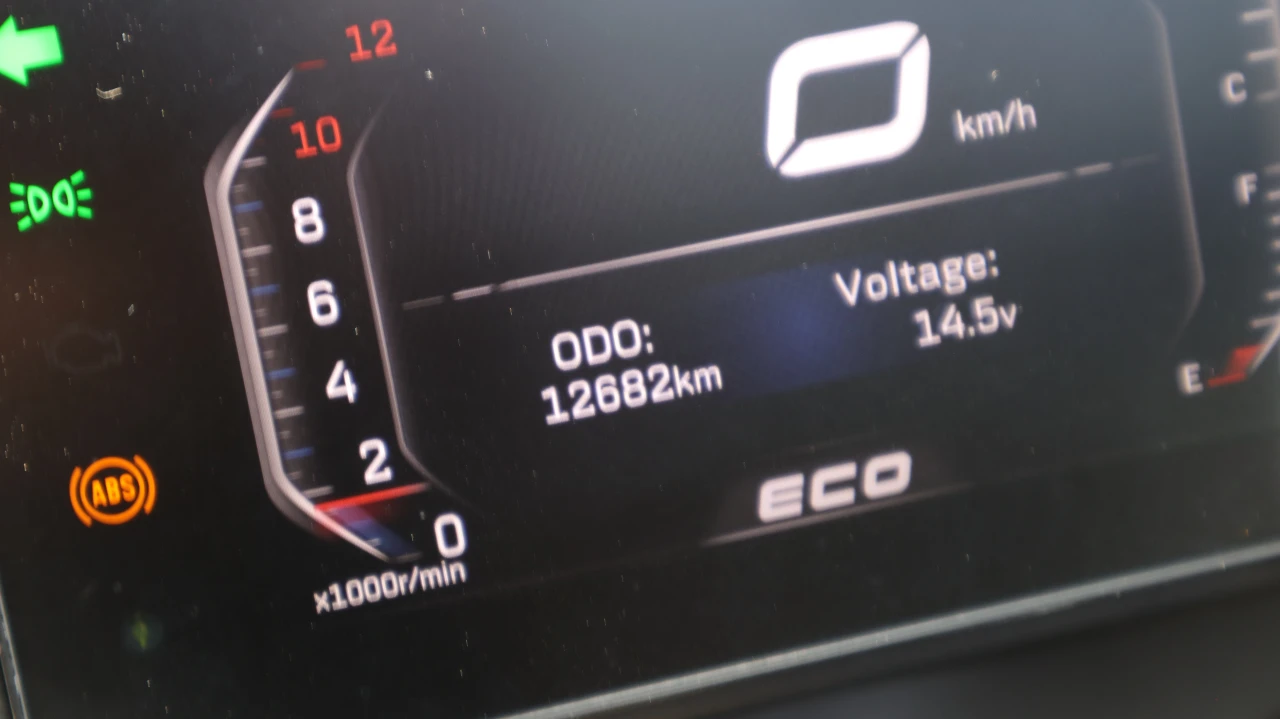 12
10
8
6
4
2
0
x1000r/min
0 km/h
ODO:
12682km
Voltage:
14.5v
ECO
ABS
C
F
E